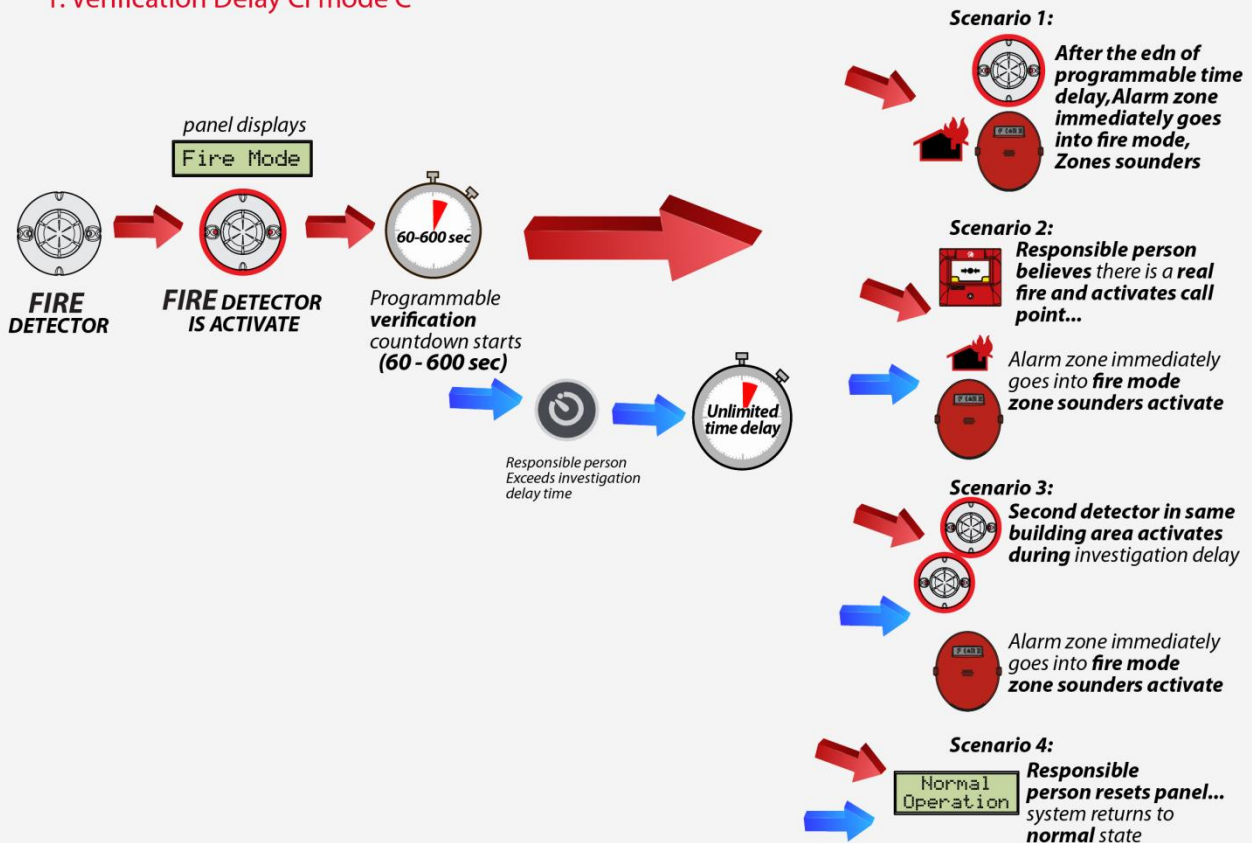 1. Verification Delay CI mode C
panel displays
Fire Mode
FIRE
DETECTOR
FIRE DETECTOR
IS ACTIVATE
60-600 sec
Programmable
verification
countdown starts
(60 - 600 sec)
Responsible person
Exceeds investigation
delay time
Unlimited
time delay
Scenario 1:
After the edn of
programmable time
delay,Alarm zone
immediately goes
into fire mode,
Zones sounders
Scenario 2:
Responsible person
believes there is a real
fire and activates call
point...
Alarm zone immediately
goes into fire mode
zone sounders activate
Scenario 3:
Second detector in same
building area activates
during investigation delay
Alarm zone immediately
goes into fire mode
zone sounders activate
Scenario 4:
Normal
Operation
Responsible
person resets panel...
system returns to
normal state